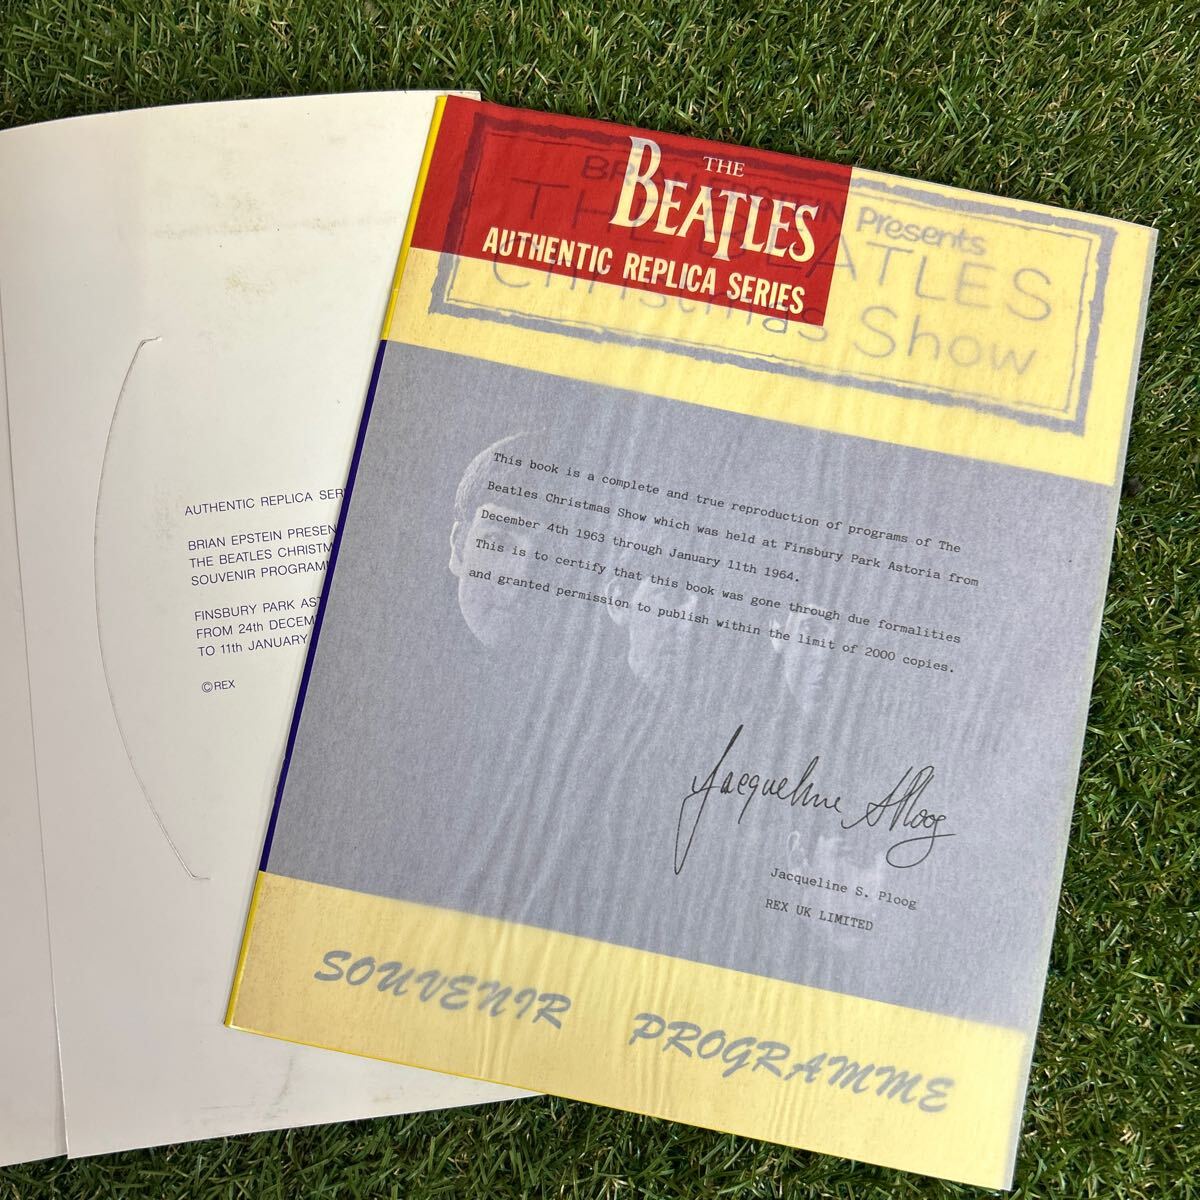 AUTHENTIC REPLICA SER
BRIAN EPSTEIN PRESEN
THE BEATLES CHRISTM
SOUVENIR PROGRAMM
FINSBURY PARK AST
FROM 24th DECEM
TO 11th JANUARY
©REX
THE
BEATLES
AUTHENTIC REPLICA SERIES
BRIAN EPSTEIN Presents
THE BEATLES
Christmas Show
This book is a complete and true reproduction of programs of The
Beatles Christmas Show which was held at Finsbury Park Astoria from
December 4th 1963 through January 11th 1964.
This is to certify that this book was gone through due formalities
and granted permission to publish within the limit of 2000 copies.
Jacqueline S Ploog
Jacqueline S. Ploog
REX UK LIMITED
SOUVENIR PROGRAMME